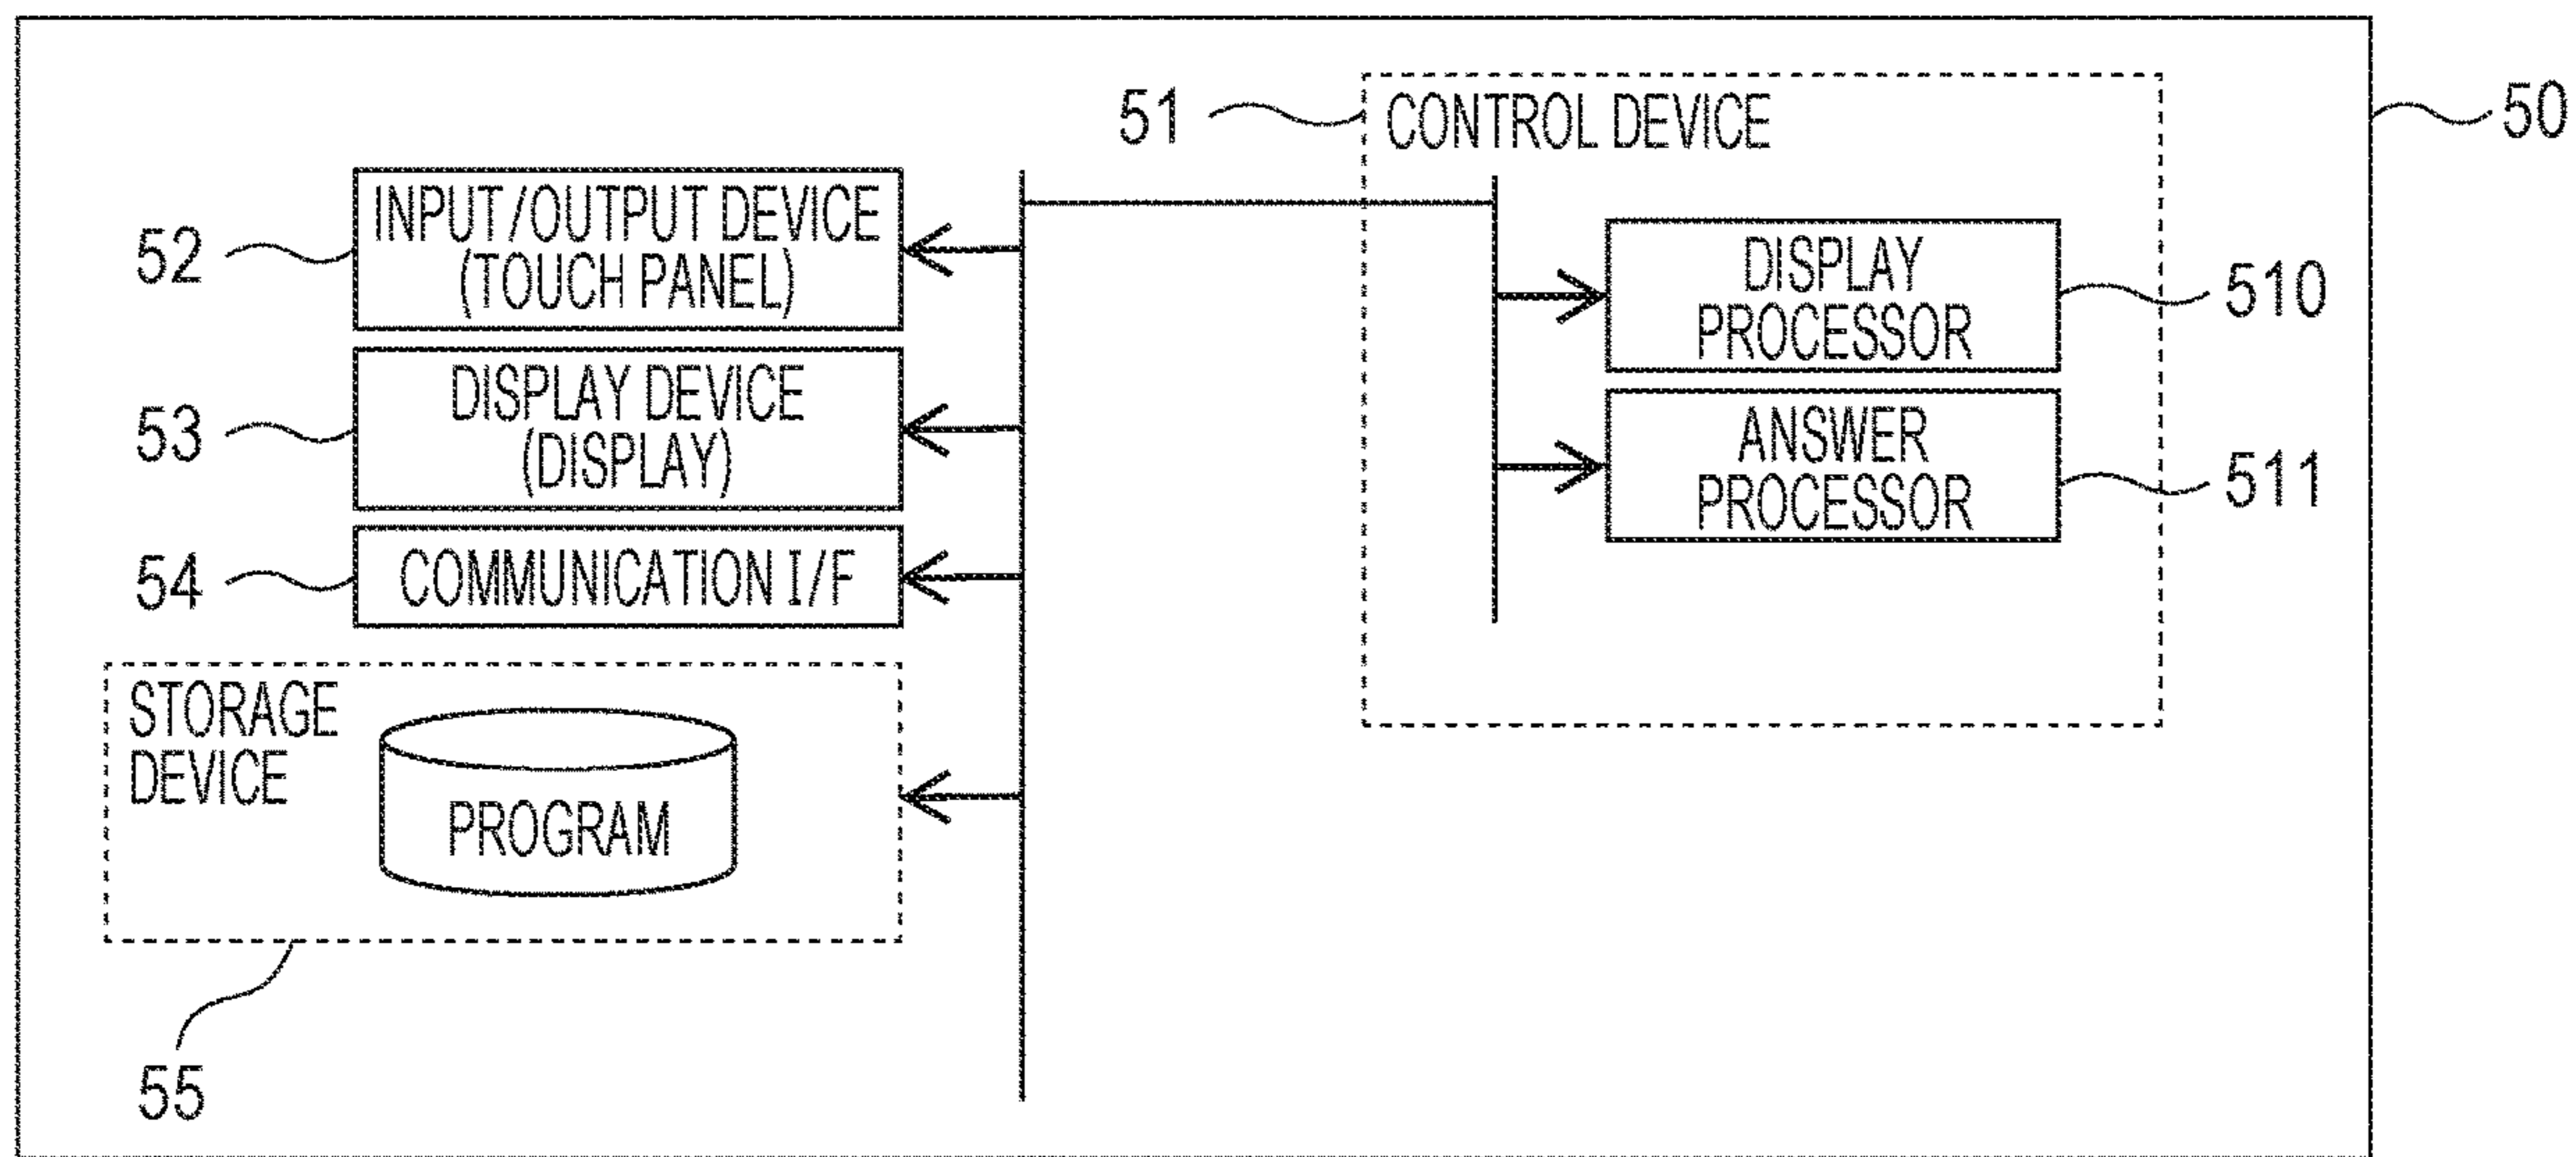 50
51
CONTROL DEVICE
52
INPUT/OUTPUT DEVICE
(TOUCH PANEL)
DISPLAY
PROCESSOR
510
53
DISPLAY DEVICE
(DISPLAY)
ANSWER
PROCESSOR
511
54
COMMUNICATION I/F
STORAGE
DEVICE
PROGRAM
55